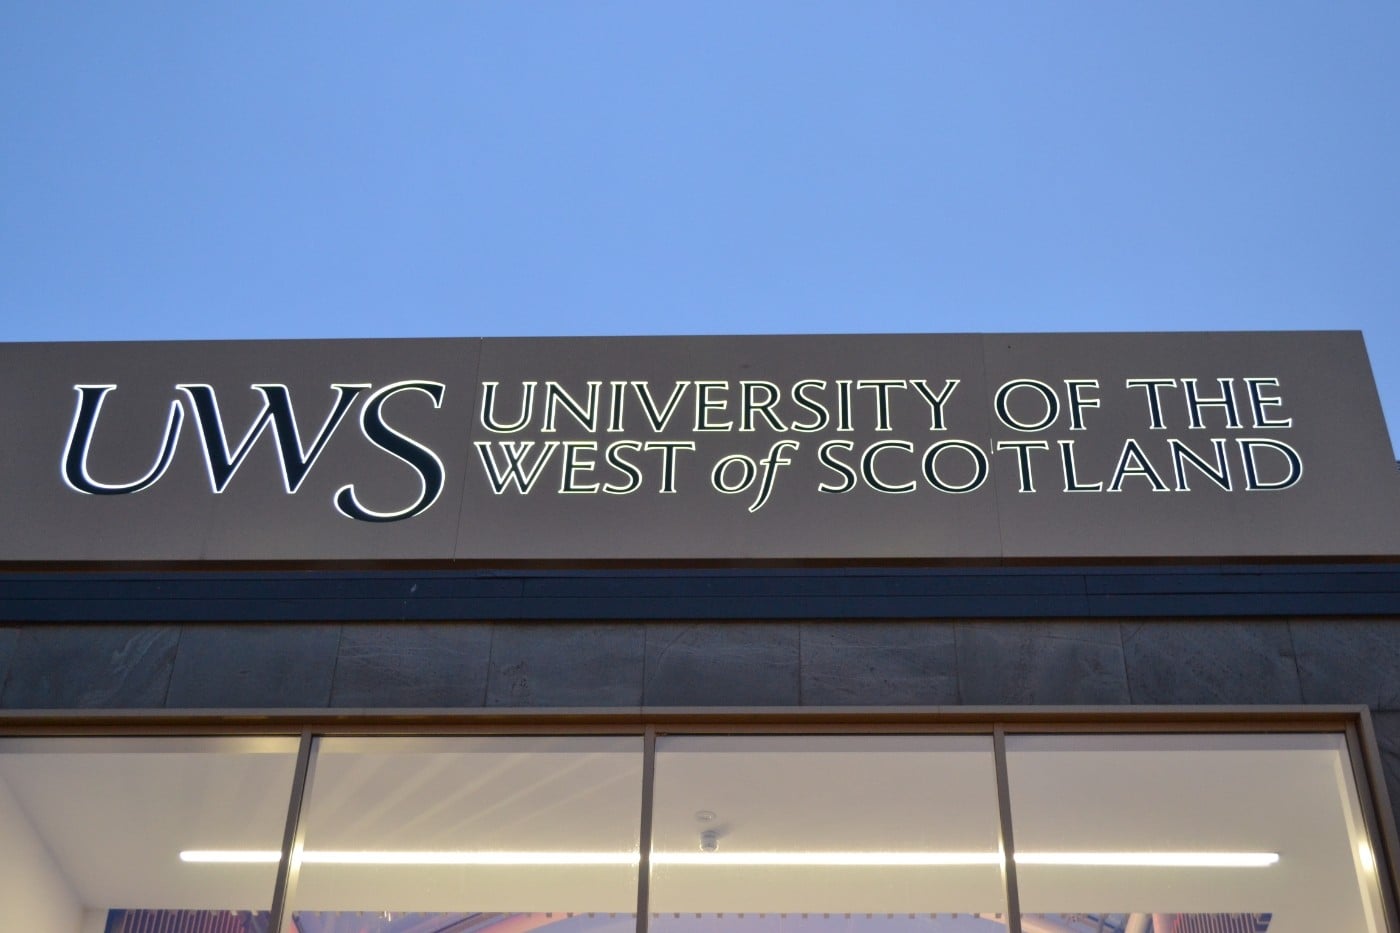 UWS
UNIVERSITY OF THE
WEST of SCOTLAND